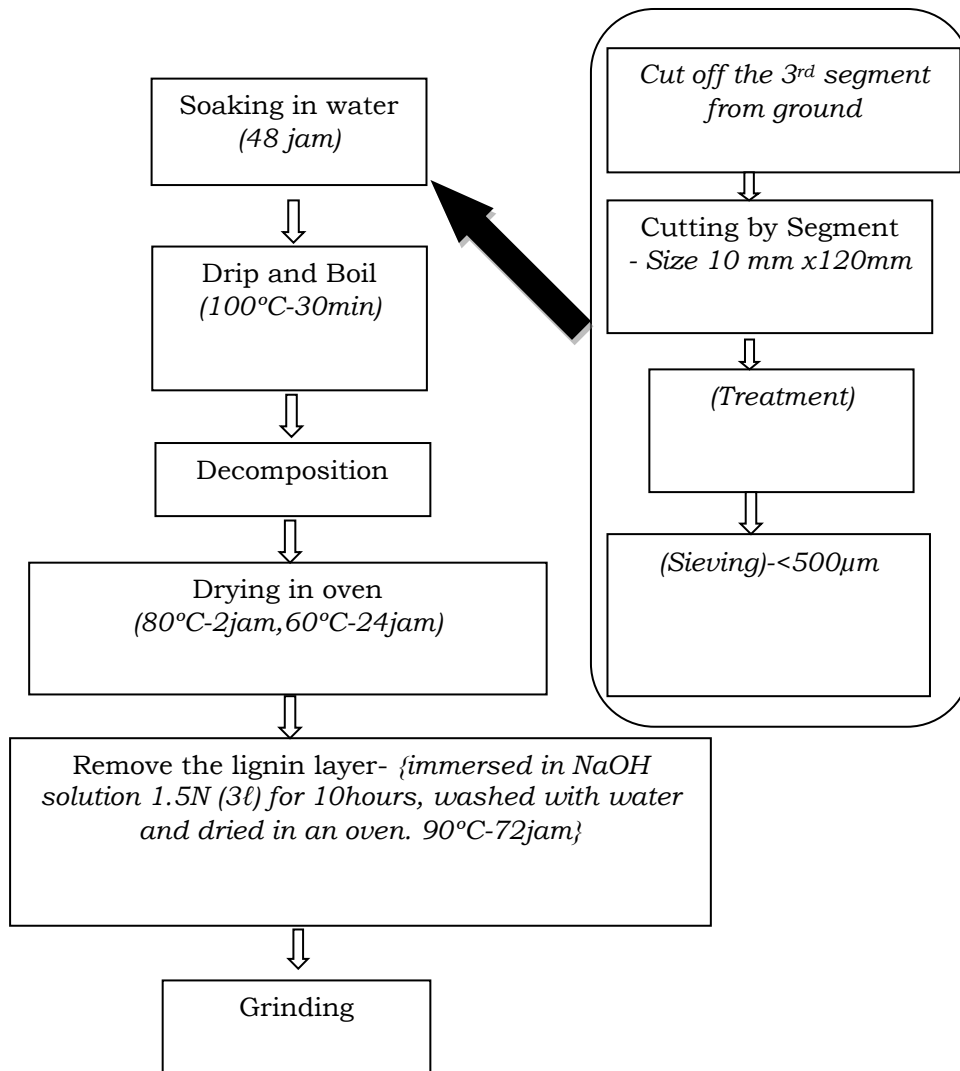 Soaking in water
(48 jam)
Drip and Boil
(100ºC-30min)
Decomposition
Drying in oven
(80ºC-2jam,60ºC-24jam)
Remove the lignin layer- {immersed in NaOH
solution 1.5N (3ℓ) for 10hours, washed with water
and dried in an oven. 90ºC-72jam}
Grinding
Cut off the 3rd segment
from ground
Cutting by Segment
- Size 10 mm x120mm
(Treatment)
(Sieving)-<500µm